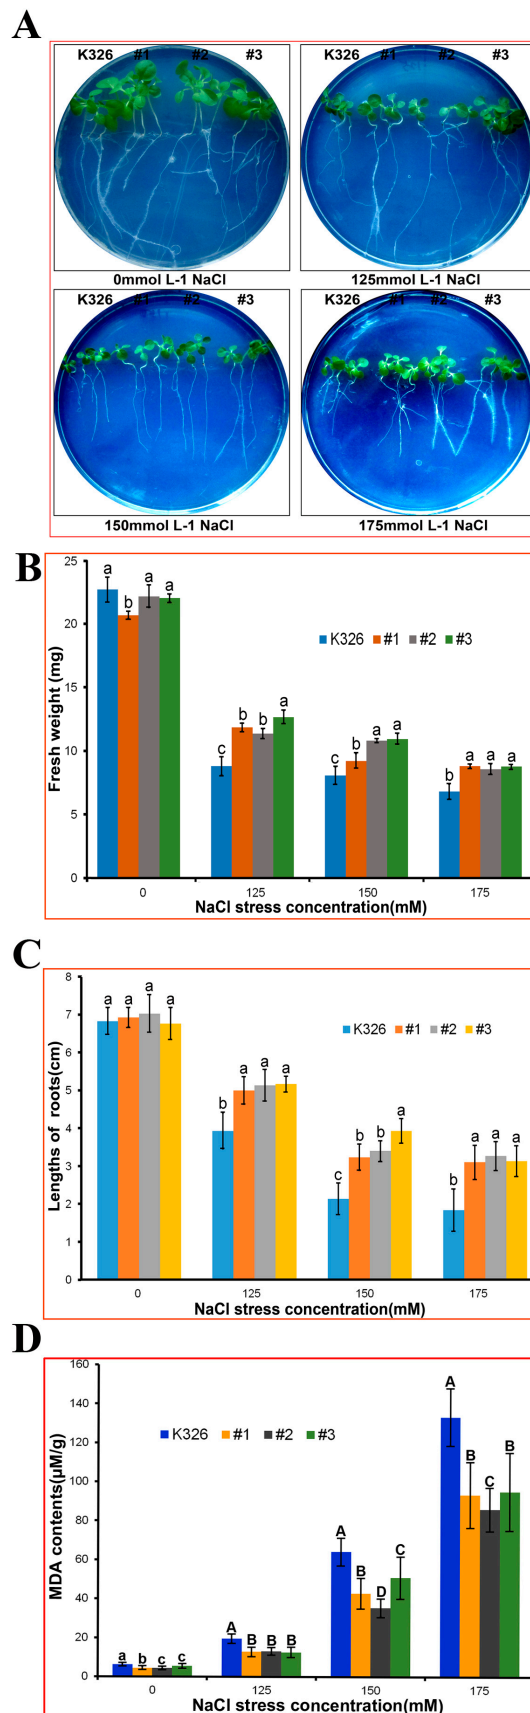 A
K326 #1 #2 #3
K326 #1 #2 #3
0mmol L-1 NaCl
125mmol L-1 NaCl
K326 #1 #2 #3
K326 #1 #2 #3
150mmol L-1 NaCl
175mmol L-1 NaCl
B
25
20
15
10
5
0
Fresh weight (mg)
K326 #1 #2 #3
a b a a
c b b a
c b a a
b a a a
0 125 150 175
NaCl stress concentration(mM)
C
8
7
6
5
4
3
2
1
0
Lengths of roots(cm)
K326 #1 #2 #3
a a a a
b a a a
c b b a
b a a a
0 125 150 175
NaCl stress concentration(mM)
D
160
140
120
100
80
60
40
20
0
MDA contents(μM/g)
K326 #1 #2 #3
a b c c
A B B B
A B D C
A B C B
0 125 150 175
NaCl stress concentration(mM)